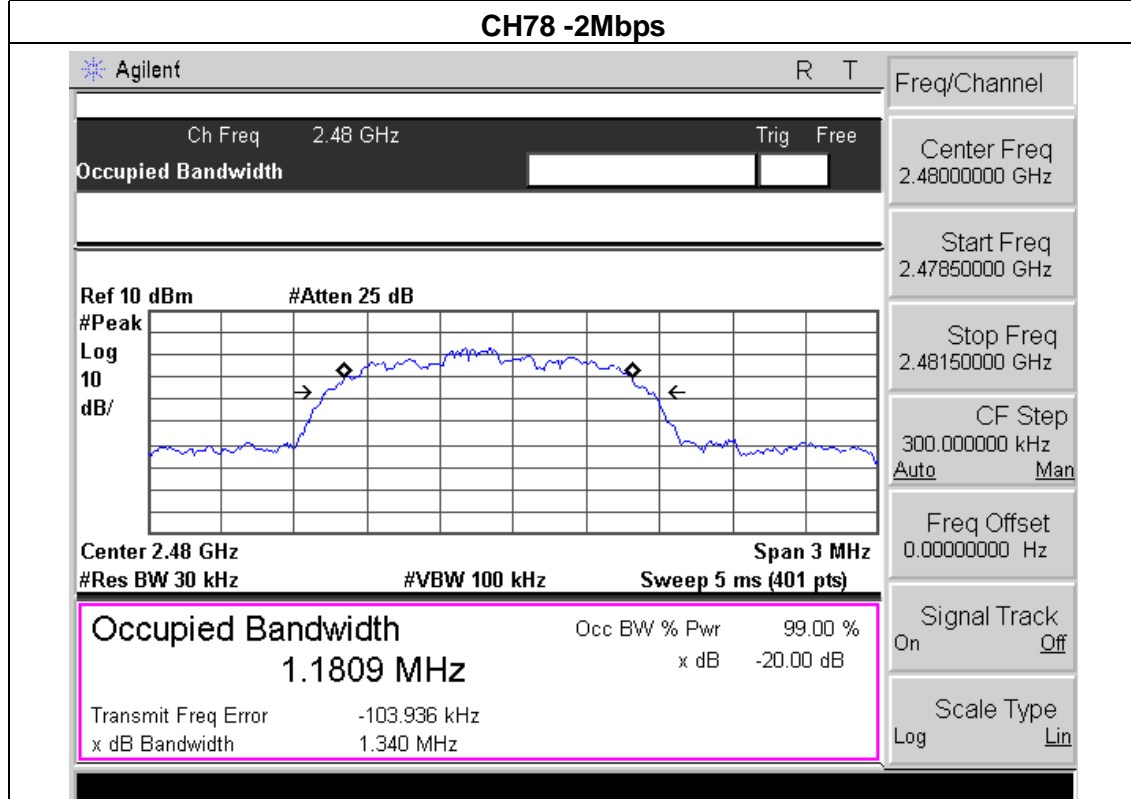 CH78 -2Mbps
Agilent R T
Ch Freq 2.48 GHz Trig Free
Occupied Bandwidth
Ref 10 dBm #Atten 25 dB
#Peak
Log
10
dB/
Center 2.48 GHz Span 3 MHz
#Res BW 30 kHz #VBW 100 kHz Sweep 5 ms (401 pts)
Occupied Bandwidth
1.1809 MHz
Occ BW % Pwr 99.00 %
x dB -20.00 dB
Transmit Freq Error -103.936 kHz
x dB Bandwidth 1.340 MHz
Freq/Channel
Center Freq
2.48000000 GHz
Start Freq
2.47850000 GHz
Stop Freq
2.48150000 GHz
CF Step
300.000000 kHz
Auto Man
Freq Offset
0.00000000 Hz
Signal Track
On Off
Scale Type
Log Lin